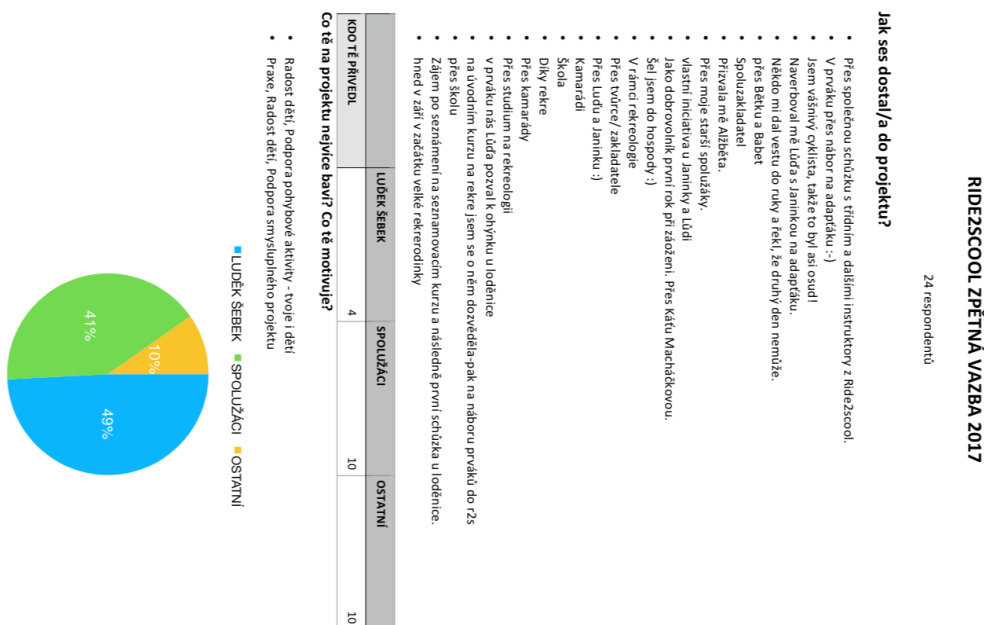 RIDE2SCOOL ZPĚTNÁ VAZBA 2017
24 respondentů
Jak ses dostal/a do projektu?
• Přes společnou schůzku s třídním a dalšími instruktory z Ride2scool.
• V prváku přes nábor na adapťáku :-)
• Jsem vášnivý cyklista, takže to byl asi osud!
• Naverboval mě Lůďa s Janinkou na adapťáku.
• Někdo mi dal vestu do ruky a řekl, že druhý den nemůže.
• přes Bětku a Babet
• Spoluzakladatel
• Přizvala mě Alžběta.
• Přes moje starší spolužáky.
• vlastní iniciativa u Janinky a Lůdi
• Jako dobrovolník první rok při záožení. Přes Káťu Macháčkovou.
• Šel jsem do hospody :)
• V rámci rekreologie
• Přes tvůrce/ zakladatele
• Přes Luďu a Janinku :)
• Kamarádi
• Škola
• Díky rekre
• Přes kamarády
• Přes studium na rekreologii
• v prváku nás Lůďa pozval k ohýnku u loděnice
• na úvodním kurzu na rekre jsem se o něm dozvěděla-pak na náboru prváků do r2s
• přes školu
• Zájem po seznámení na seznamovacím kurzu a následně první schůzka u loděnice.
• hned v září v začátku velké rekrerodinky
KDO TĚ PŘIVEDL LUDĚK ŠEBEK SPOLUŽÁCI OSTATNÍ
4 10 10
Co tě na projektu nejvíce baví? Co tě motivuje?
• Radost dětí, Podpora pohybové aktivity - tvoje i dětí
• Praxe, Radost dětí, Podpora smysluplného projektu
LUDĚK ŠEBEK SPOLUŽÁCI OSTATNÍ
10%
41%
49%